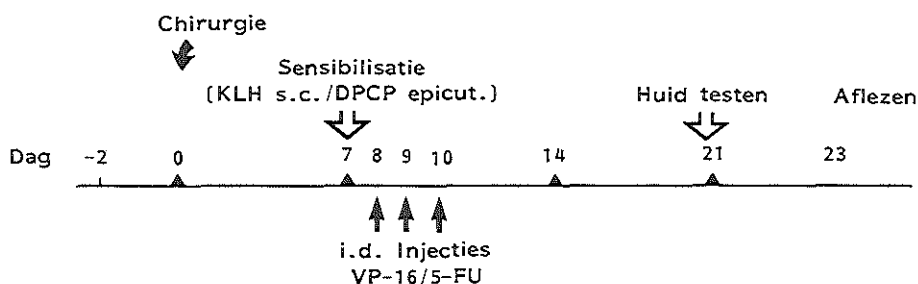 Chirurgie
Sensibilisatie
(KLH s.c./DPCP epicut.)
Huid testen Aflezen
Dag -2 0 7 8 9 10 14 21 23
i.d. Injecties
VP-16/5-FU